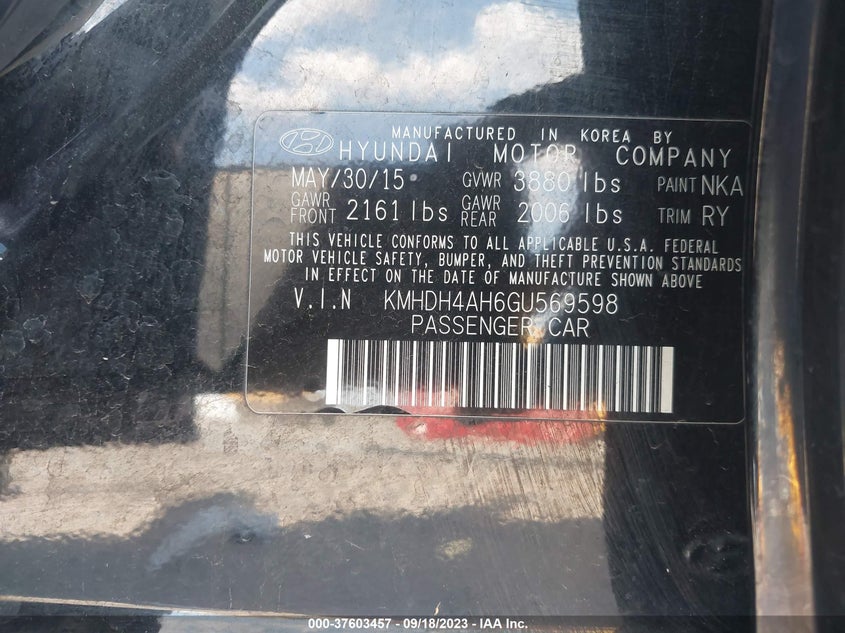 MANUFACTURED IN KOREA BY
HYUNDAI MOTOR COMPANY
MAY/30/15 GVWR 3880 lbs PAINT NKA
GAWR FRONT 2161 lbs GAWR REAR 2006 lbs TRIM RY
THIS VEHICLE CONFORMS TO ALL APPLICABLE U.S.A. FEDERAL
MOTOR VEHICLE SAFETY, BUMPER, AND THEFT PREVENTION STANDARDS
IN EFFECT ON THE DATE OF MANUFACTURE SHOWN ABOVE
V.I.N KMHDH4AH6GU569598
PASSENGER CAR
000-37603457 - 09/18/2023 - IAA Inc.